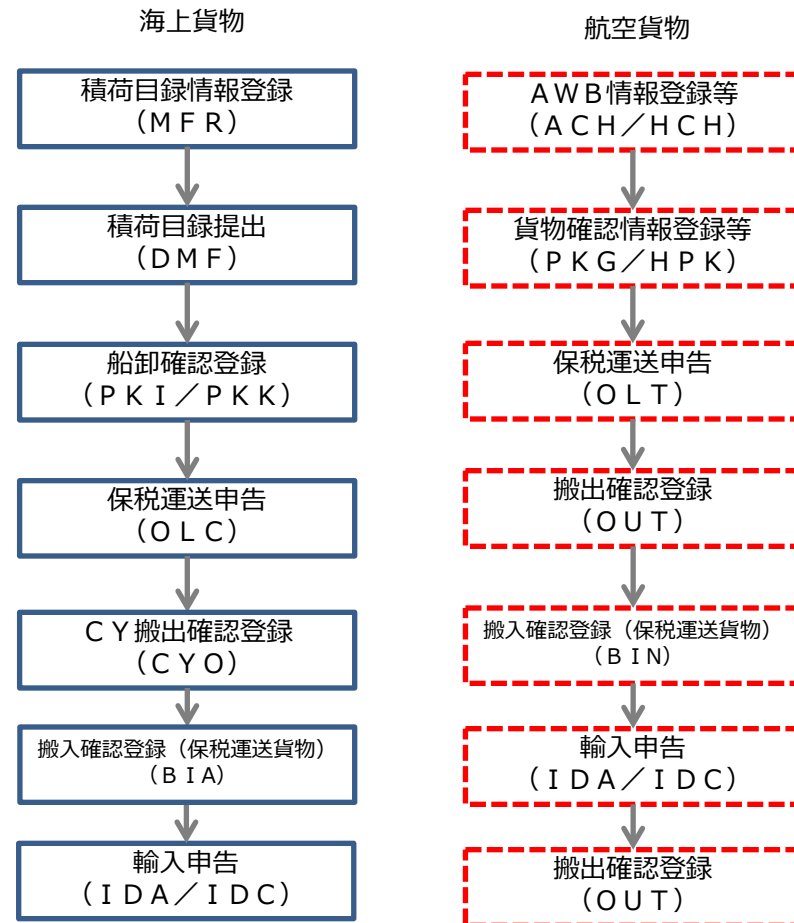 海上貨物
積荷目録情報登録
（ＭＦＲ）
積荷目録提出
（ＤＭＦ）
船卸確認登録
（ＰＫＩ／ＰＫＫ）
保税運送申告
（ＯＬＣ）
ＣＹ搬出確認登録
（ＣＹＯ）
搬入確認登録（保税運送貨物）
（ＢＩＡ）
輸入申告
（ＩＤＡ／ＩＤＣ）
航空貨物
ＡＷＢ情報登録等
（ＡＣＨ／ＨＣＨ）
貨物確認情報登録等
（ＰＫＧ／ＨＰＫ）
保税運送申告
（ＯＬＴ）
搬出確認登録
（ＯＵＴ）
搬入確認登録（保税運送貨物）
（ＢＩＮ）
輸入申告
（ＩＤＡ／ＩＤＣ）
搬出確認登録
（ＯＵＴ）